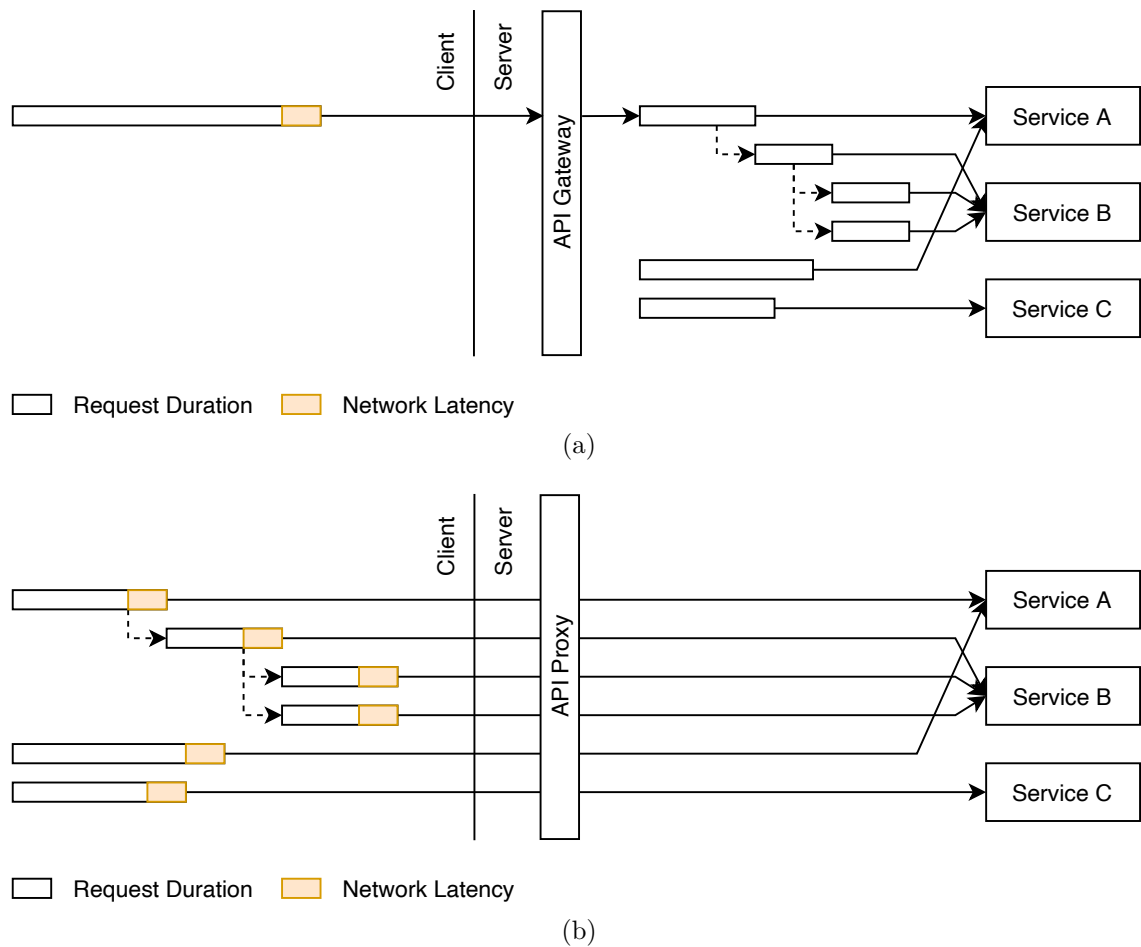 Client
Server
API Gateway
Service A
Service B
Service C
Request Duration
Network Latency
(a)
Client
Server
API Proxy
Service A
Service B
Service C
Request Duration
Network Latency
(b)